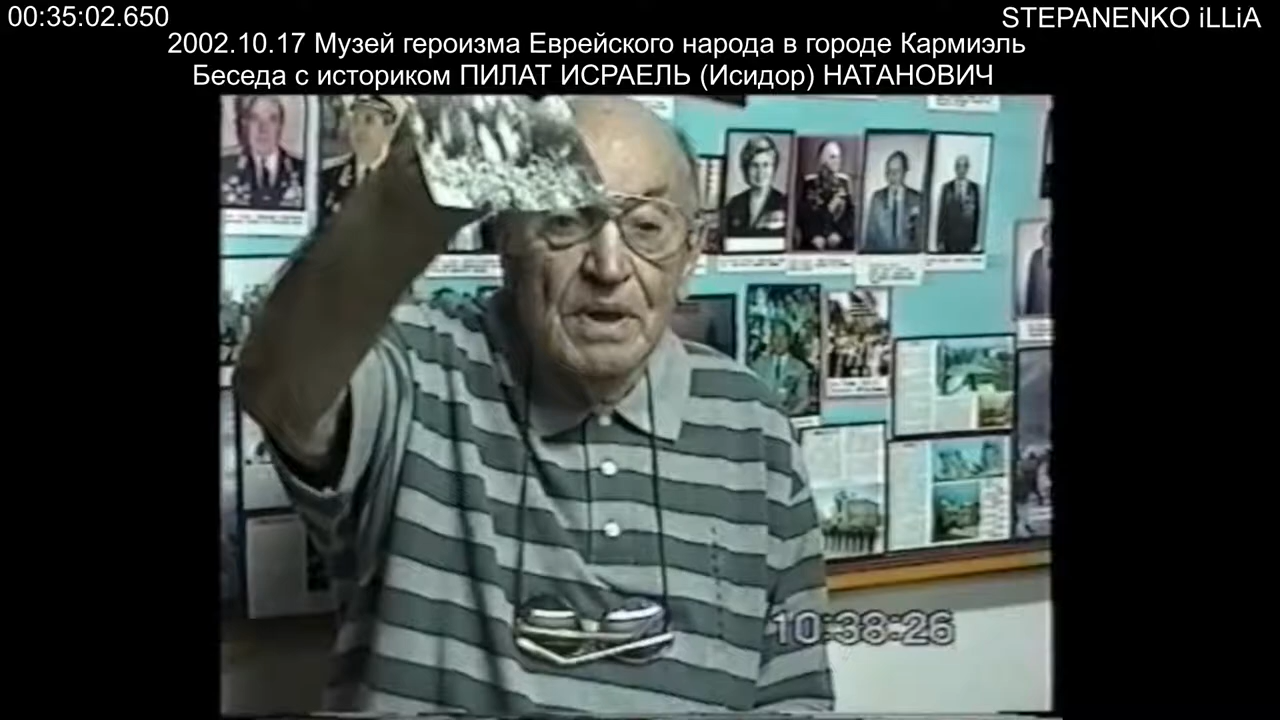 00:35:02.650
STEPANENKO iLLiA
2002.10.17 Музей героизма Еврейского народа в городе Кармиэль
Беседа с историком ПИЛАТ ИСРАЕЛЬ (Исидор) НАТАНОВИЧ
10:38:26